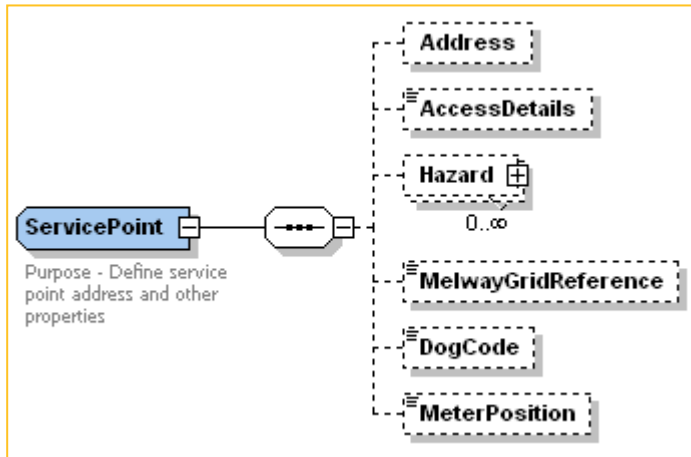 Address
AccessDetails
Hazard
0..∞
ServicePoint
Purpose - Define service
point address and other
properties
MelwayGridReference
DogCode
MeterPosition